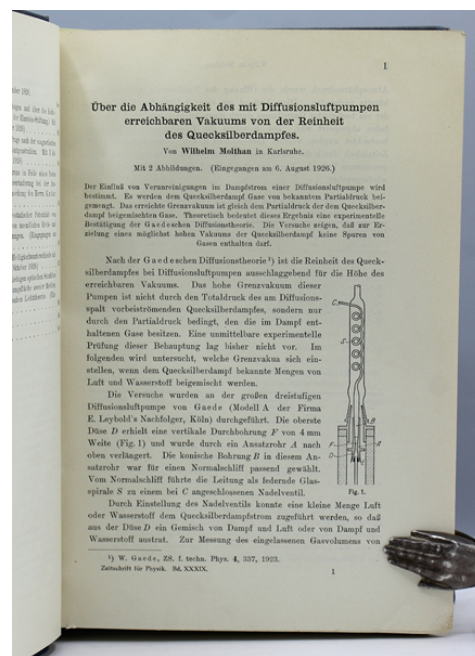 1
Über die Abhängigkeit des mit Diffusionsluftpumpen
erreichbaren Vakuums von der Reinheit
des Quecksilberdampfes.
Von Wilhelm Molthan in Karlsruhe.
Mit 2 Abbildungen. (Eingegangen am 6. August 1926.)
Der Einfluß von Verunreinigungen im Dampfstrom einer Diffusionsluftpumpe wird
bestimmt. Es werden dem Quecksilberdampf Gase von bekanntem Partialdruck bei-
gemengt. Das erreichte Grenzvakuum ist gleich dem Partialdruck der dem Quecksilber-
dampf beigemischten Gase. Theoretisch bedeutet dieses Ergebnis eine experimentelle
Bestätigung der Gaedeschen Diffusionstheorie. Die Versuche zeigen, daß zur Er-
zielung eines möglichst hohen Vakuums der Quecksilberdampf keine Spuren von
Gasen enthalten darf.
Nach der Gaedeschen Diffusionstheorie¹) ist die Reinheit des Queck-
silberdampfes bei Diffusionsluftpumpen ausschlaggebend für die Höhe des
erreichbaren Vakuums. Das hohe Grenzvakuum dieser
Pumpen ist nicht durch den Totaldruck des am Diffusions-
spalt vorbeiströmenden Quecksilberdampfes, sondern nur
durch den Partialdruck bedingt, den die im Dampf ent-
haltenen Gase besitzen. Eine unmittelbare experimentelle
Prüfung dieser Behauptung lag bisher nicht vor. Im
folgenden wird untersucht, welche Grenzvakua sich ein-
stellen, wenn dem Quecksilberdampf bekannte Mengen von
Luft und Wasserstoff beigemischt werden.
Die Versuche wurden an der großen dreistufigen
Diffusionsluftpumpe von Gaede (Modell A der Firma
E. Leybold's Nachfolger, Köln) durchgeführt. Die oberste
Düse D erhielt eine vertikale Durchbohrung F von 4 mm
Weite (Fig. 1) und wurde durch ein Ansatzrohr A nach
oben verlängert. Die konische Bohrung B in diesem An-
satzrohr war für einen Normalschliff passend gewählt.
Vom Normalschliff führte die Leitung als federnde Glas-
spirale S zu einem bei C angeschlossenen Nadelventil.
C
S
B
F
A
D
Fig. 1.
Durch Einstellung des Nadelventils konnte eine kleine Menge Luft
oder Wasserstoff dem Quecksilberdampfstrom zugeführt werden, so daß
aus der Düse D ein Gemisch von Dampf und Luft oder von Dampf und
Wasserstoff austrat. Zur Messung des eingelassenen Gasvolumens von
¹) W. Gaede, ZS. f. techn. Phys. 4, 337, 1923.
Zeitschrift für Physik. Bd. XXXIX.
1